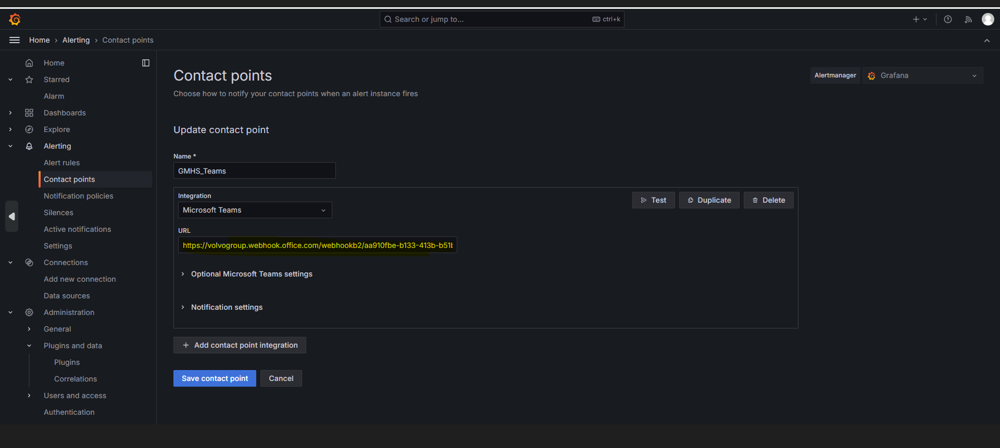 Search or jump to...
ctrl+k
Home
Alerting
Contact points
Home
Starred
Alarm
Dashboards
Explore
Alerting
Alert rules
Contact points
Notification policies
Silences
Active notifications
Settings
Connections
Add new connection
Data sources
Administration
General
Plugins and data
Plugins
Correlations
Users and access
Authentication
Contact points
Choose how to notify your contact points when an alert instance fires
Alertmanager
Grafana
Update contact point
Name *
GMHS_Teams
Integration
Microsoft Teams
Test
Duplicate
Delete
URL
https://volvogroup.webhook.office.com/webhookb2/aa910fbe-b133-413b-b51
Optional Microsoft Teams settings
Notification settings
Add contact point integration
Save contact point
Cancel